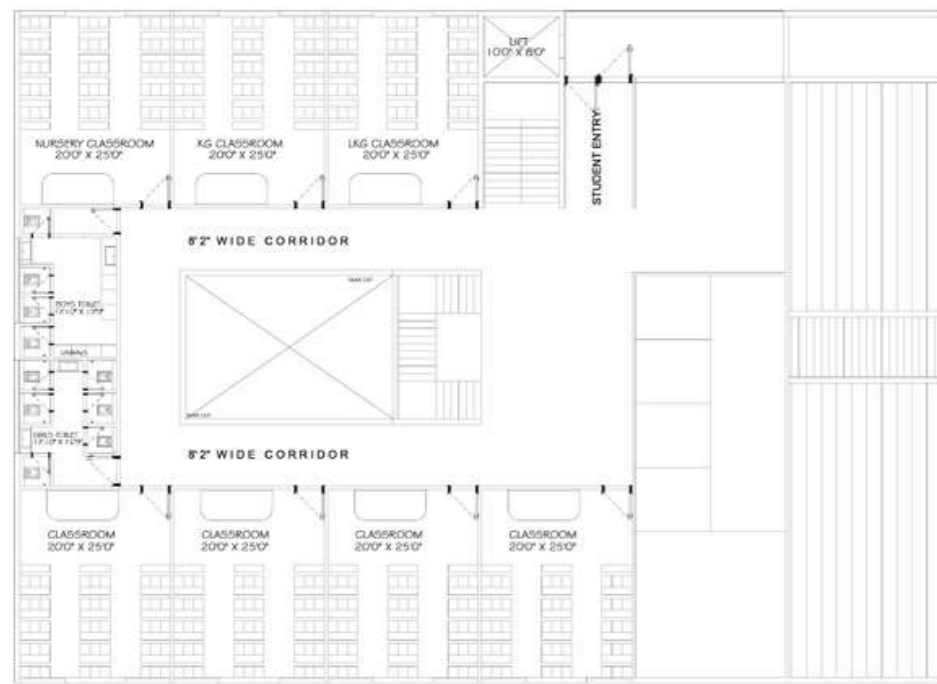 LIFT
10'0" X 6'0"
STUDENT ENTRY
NURSERY CLASSROOM
20'0" X 25'0"
KG CLASSROOM
20'0" X 25'0"
LKG CLASSROOM
20'0" X 25'0"
8'2" WIDE CORRIDOR
BOYS TOILET
URINALS
GIRLS TOILET
8'2" WIDE CORRIDOR
CLASSROOM
20'0" X 25'0"
CLASSROOM
20'0" X 25'0"
CLASSROOM
20'0" X 25'0"
CLASSROOM
20'0" X 25'0"